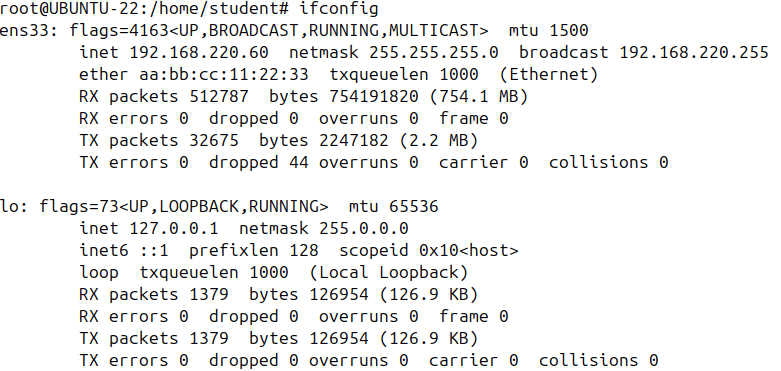 root@UBUNTU-22:/home/student# ifconfig
ens33: flags=4163<UP,BROADCAST,RUNNING,MULTICAST>  mtu 1500
        inet 192.168.220.60  netmask 255.255.255.0  broadcast 192.168.220.255
        ether aa:bb:cc:11:22:33  txqueuelen 1000  (Ethernet)
        RX packets 512787  bytes 754191820 (754.1 MB)
        RX errors 0  dropped 0  overruns 0  frame 0
        TX packets 32675  bytes 2247182 (2.2 MB)
        TX errors 0  dropped 44 overruns 0  carrier 0  collisions 0

lo: flags=73<UP,LOOPBACK,RUNNING>  mtu 65536
        inet 127.0.0.1  netmask 255.0.0.0
        inet6 ::1  prefixlen 128  scopeid 0x10<host>
        loop  txqueuelen 1000  (Local Loopback)
        RX packets 1379  bytes 126954 (126.9 KB)
        RX errors 0  dropped 0  overruns 0  frame 0
        TX packets 1379  bytes 126954 (126.9 KB)
        TX errors 0  dropped 0 overruns 0  carrier 0  collisions 0